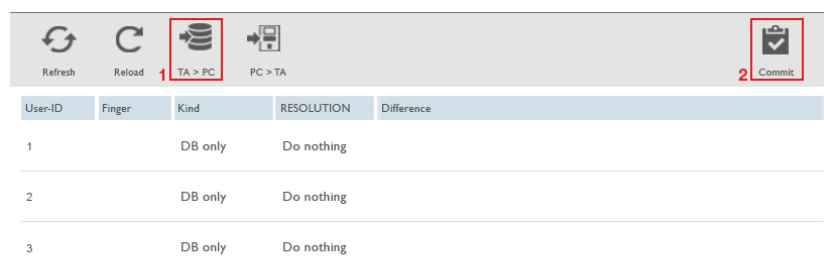 Refresh Reload 1 TA > PC PC > TA 2 Commit
User-ID Finger Kind RESOLUTION Difference
1 DB only Do nothing
2 DB only Do nothing
3 DB only Do nothing